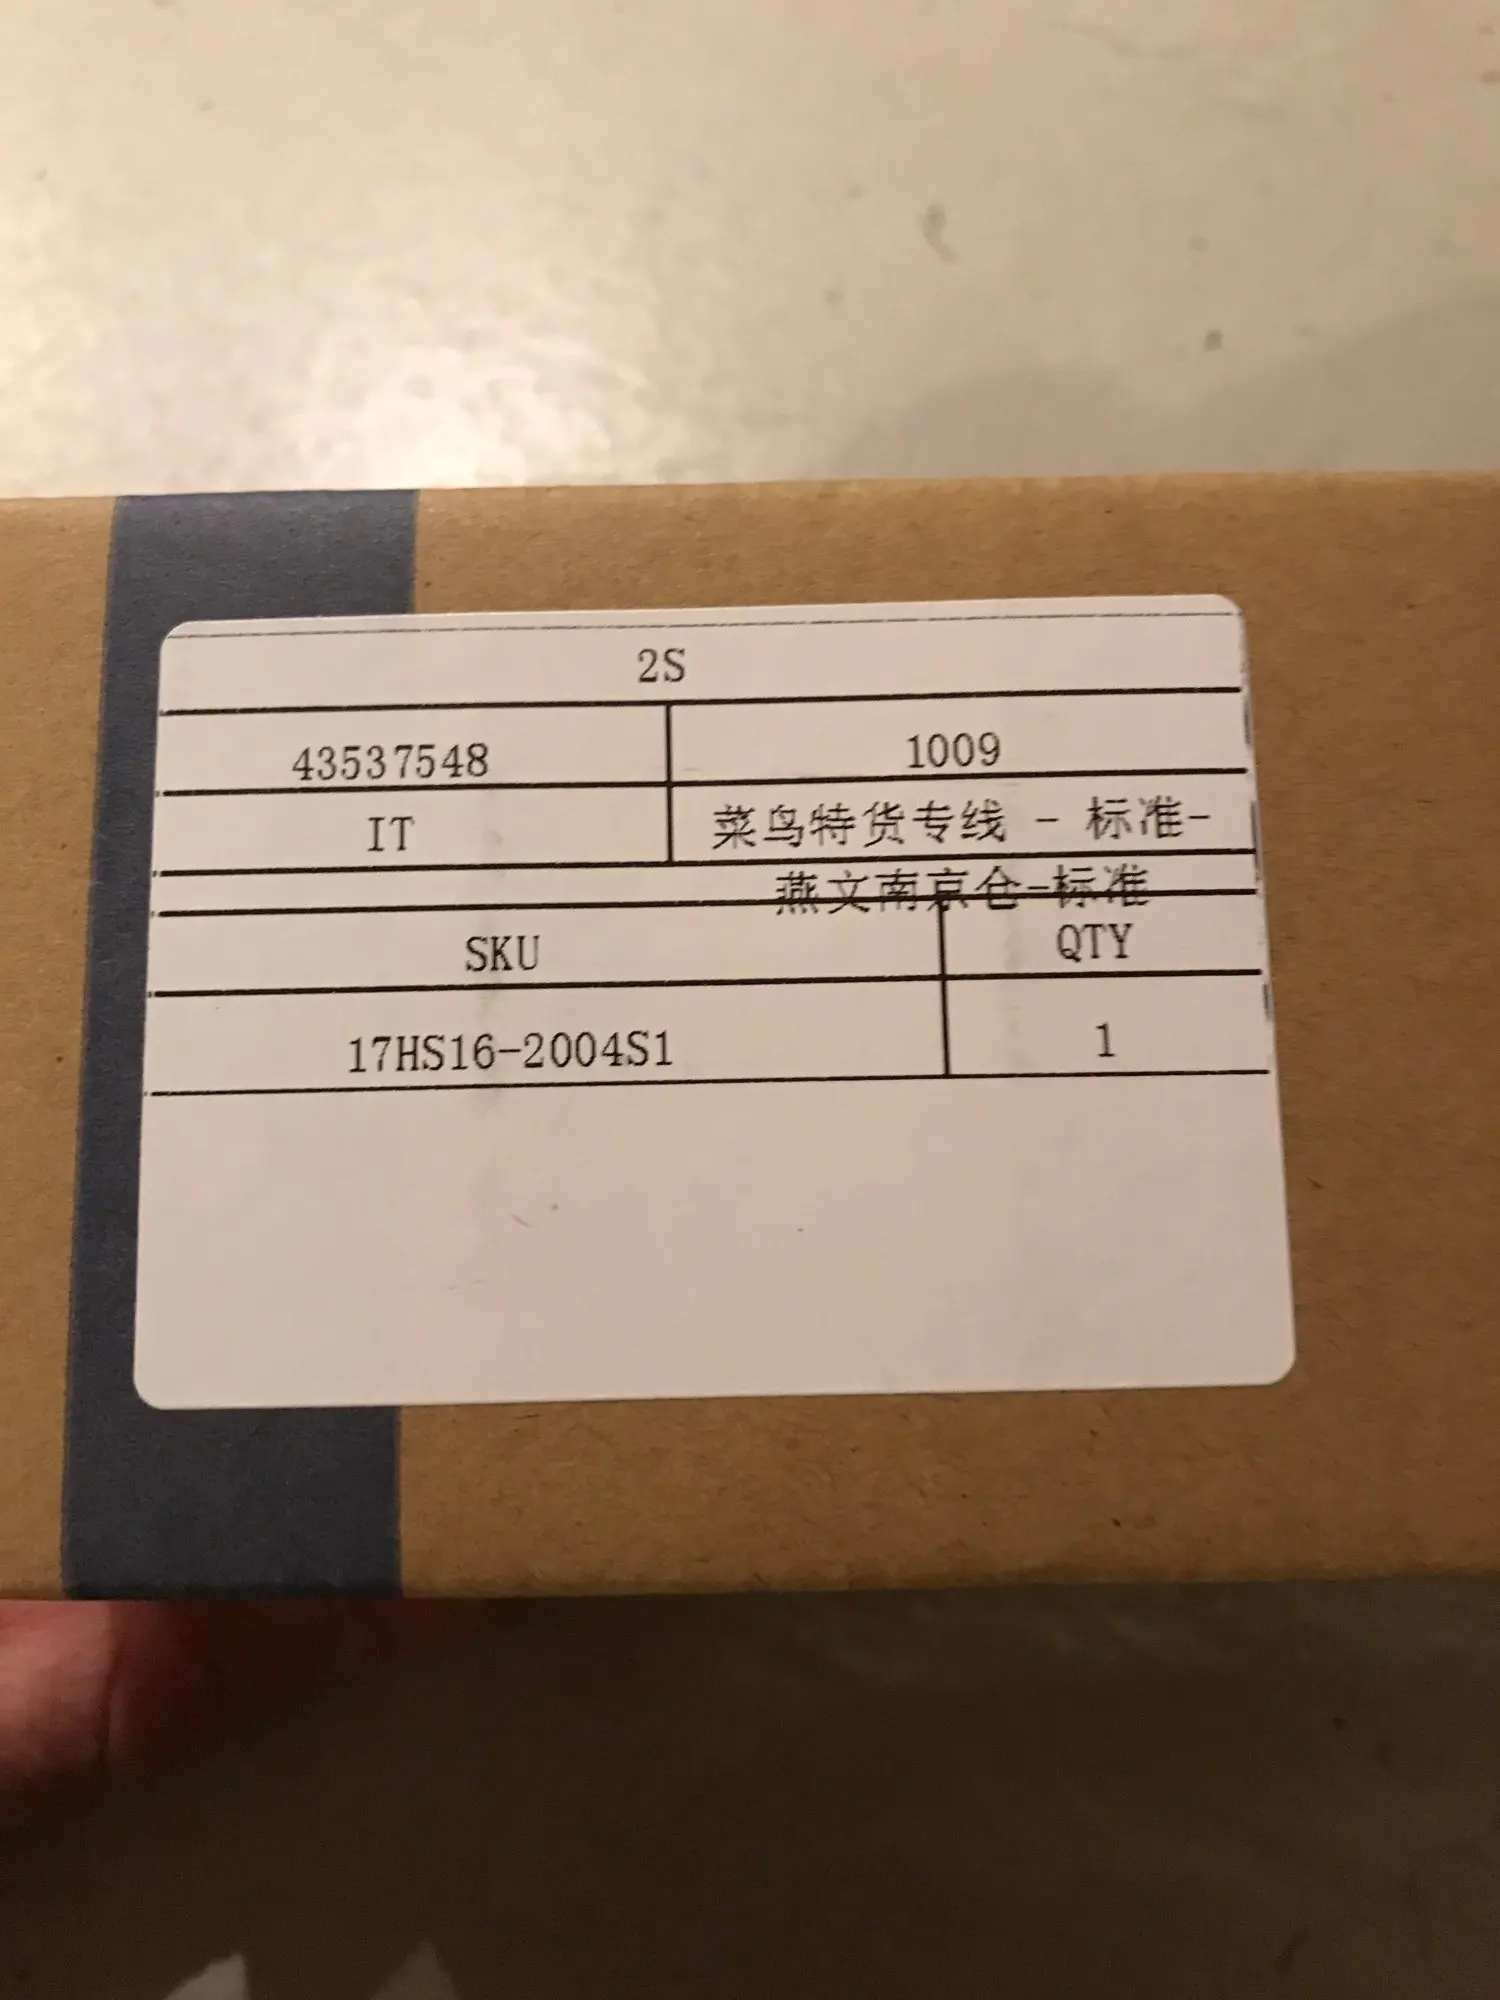 2S
43537548 1009
IT 菜鸟特货专线 - 标准-
燕文南京仓-标准
SKU QTY
17HS16-2004S1 1